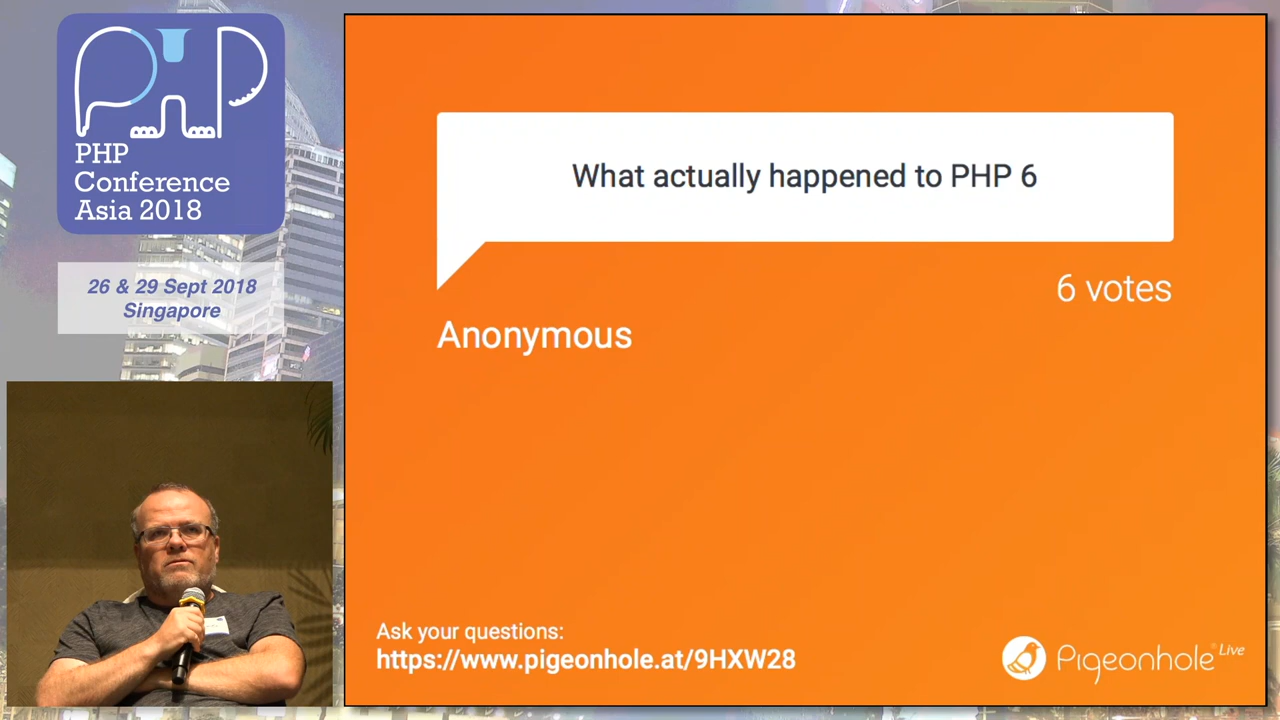 PHP
PHP
Conference
Asia 2018
26 & 29 Sept 2018
Singapore
What actually happened to PHP 6
6 votes
Anonymous
Ask your questions:
https://www.pigeonhole.at/9HXW28
Pigeonhole Live